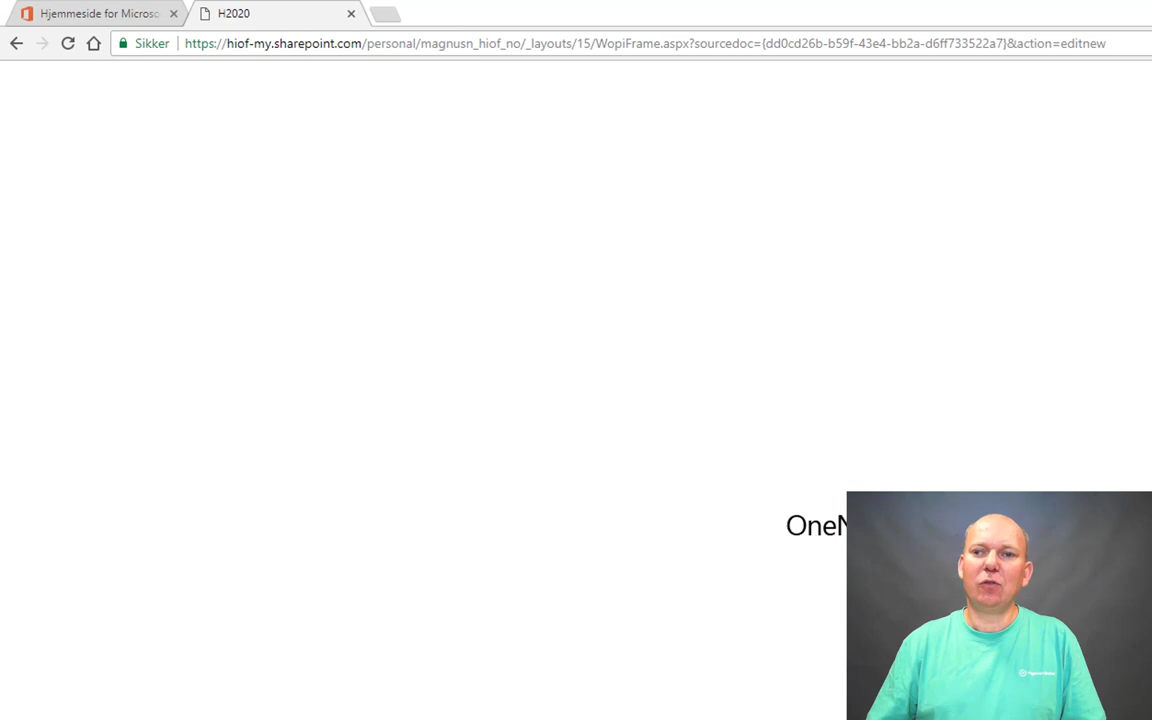 Hjemmeside for Microso
H2020
Sikker
https://hiof-my.sharepoint.com/personal/magnusn_hiof_no/_layouts/15/WopiFrame.aspx?sourcedoc={dd0cd26b-b59f-43e4-bb2a-d6ff733522a7}&action=editnew
OneN